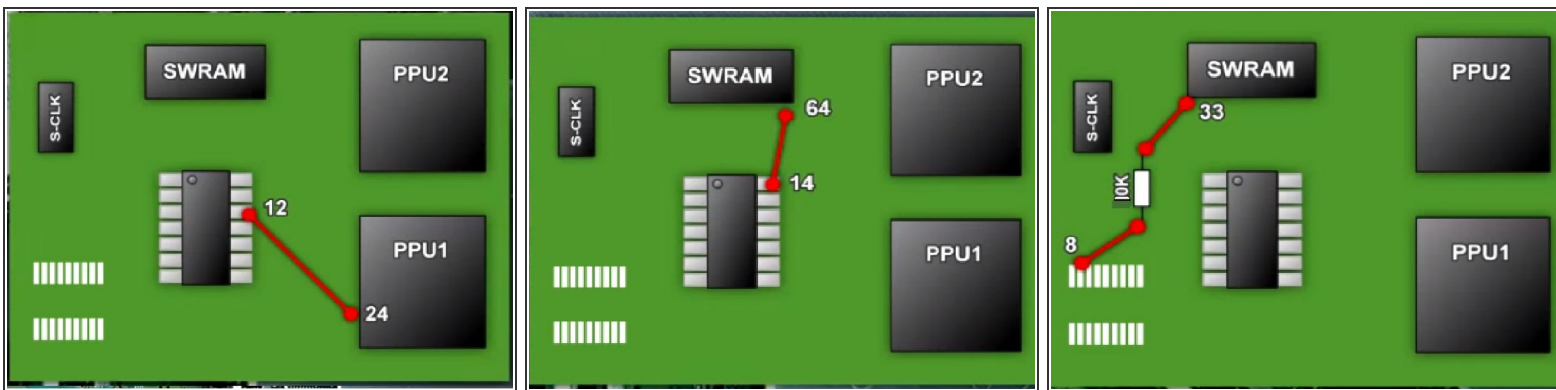 SWRAM
PPU2
S-CLK
12
PPU1
24
SWRAM
PPU2
64
S-CLK
14
PPU1
SWRAM
PPU2
33
S-CLK
10K
8
PPU1